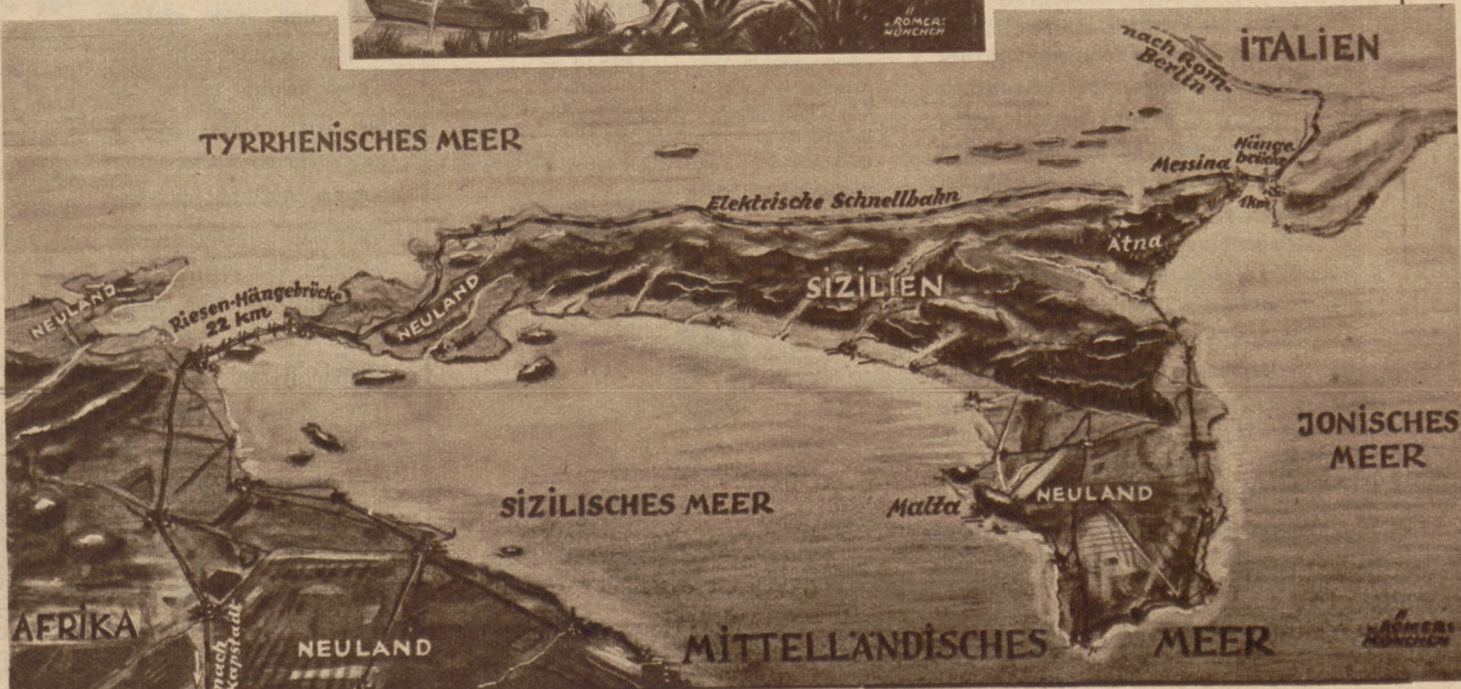 RÖMER:
MÜNCHEN
nach Rom-
Berlin
ITALIEN
TYRRHENISCHES MEER
Hänge
brücke
Messina
1km
Elektrische Schnellbahn
Ätna
SIZILIEN
NEULAND
Riesen-Hängebrücke
22 km
NEULAND
JONISCHES
MEER
SIZILISCHES MEER
Malta
NEULAND
AFRIKA
nach
Kapstadt
NEULAND
MITTELLÄNDISCHES MEER
RÖMER:
MÜNCHEN